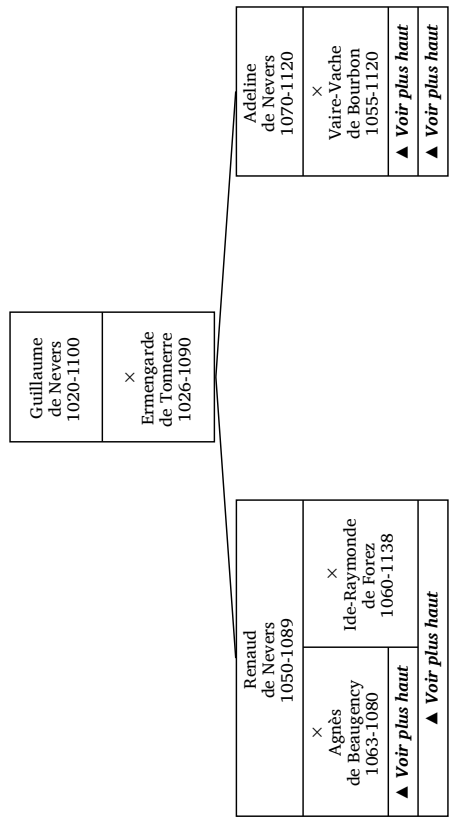 Guillaume
de Nevers
1020-1100
×
Ermengarde
de Tonnerre
1026-1090
Renaud
de Nevers
1050-1089
×
Agnès
de Beaugency
1063-1080
▲ Voir plus haut
×
Ide-Raymonde
de Forez
1060-1138
▲ Voir plus haut
Adeline
de Nevers
1070-1120
×
Vaire-Vache
de Bourbon
1055-1120
▲ Voir plus haut
▲ Voir plus haut